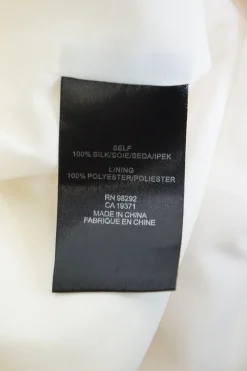 SELF
100% SILK/SOIE/SEDA/IPEK
LINING
100% POLYESTER/POLIESTER
RN 98292
CA 19371
MADE IN CHINA
FABRIQUE EN CHINE